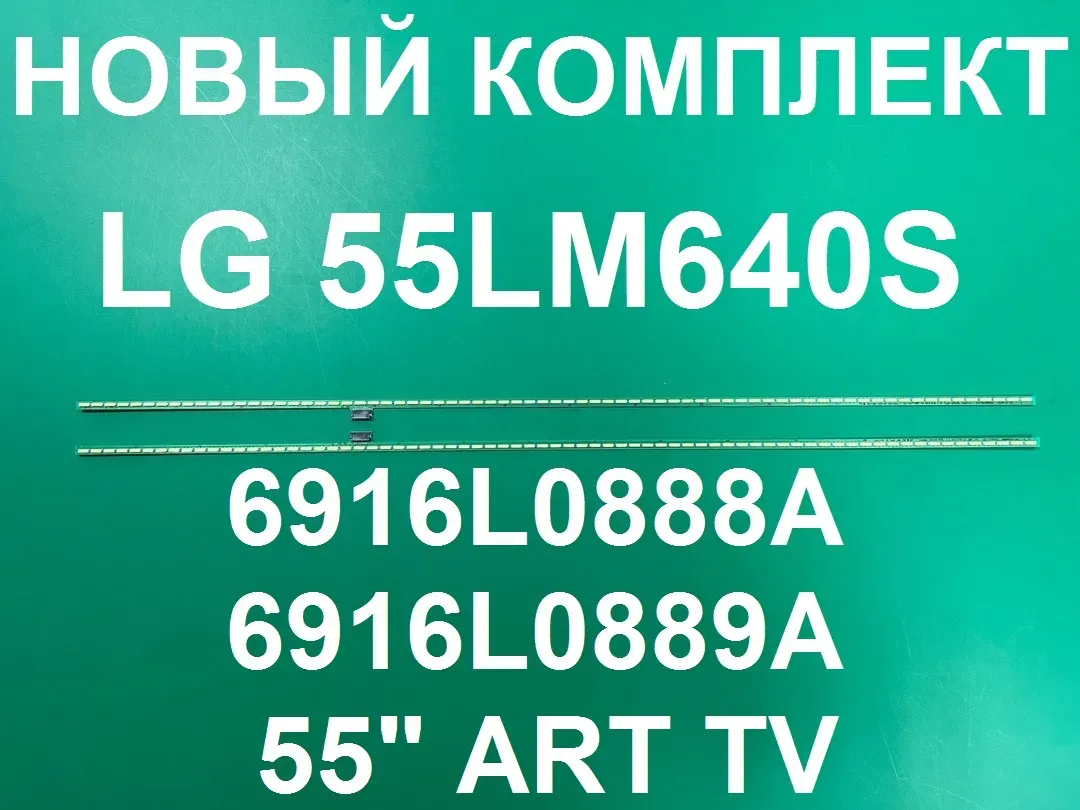 НОВЫЙ КОМПЛЕКТ
LG 55LM640S
6916L0888A
6916L0889A
55" ART TV